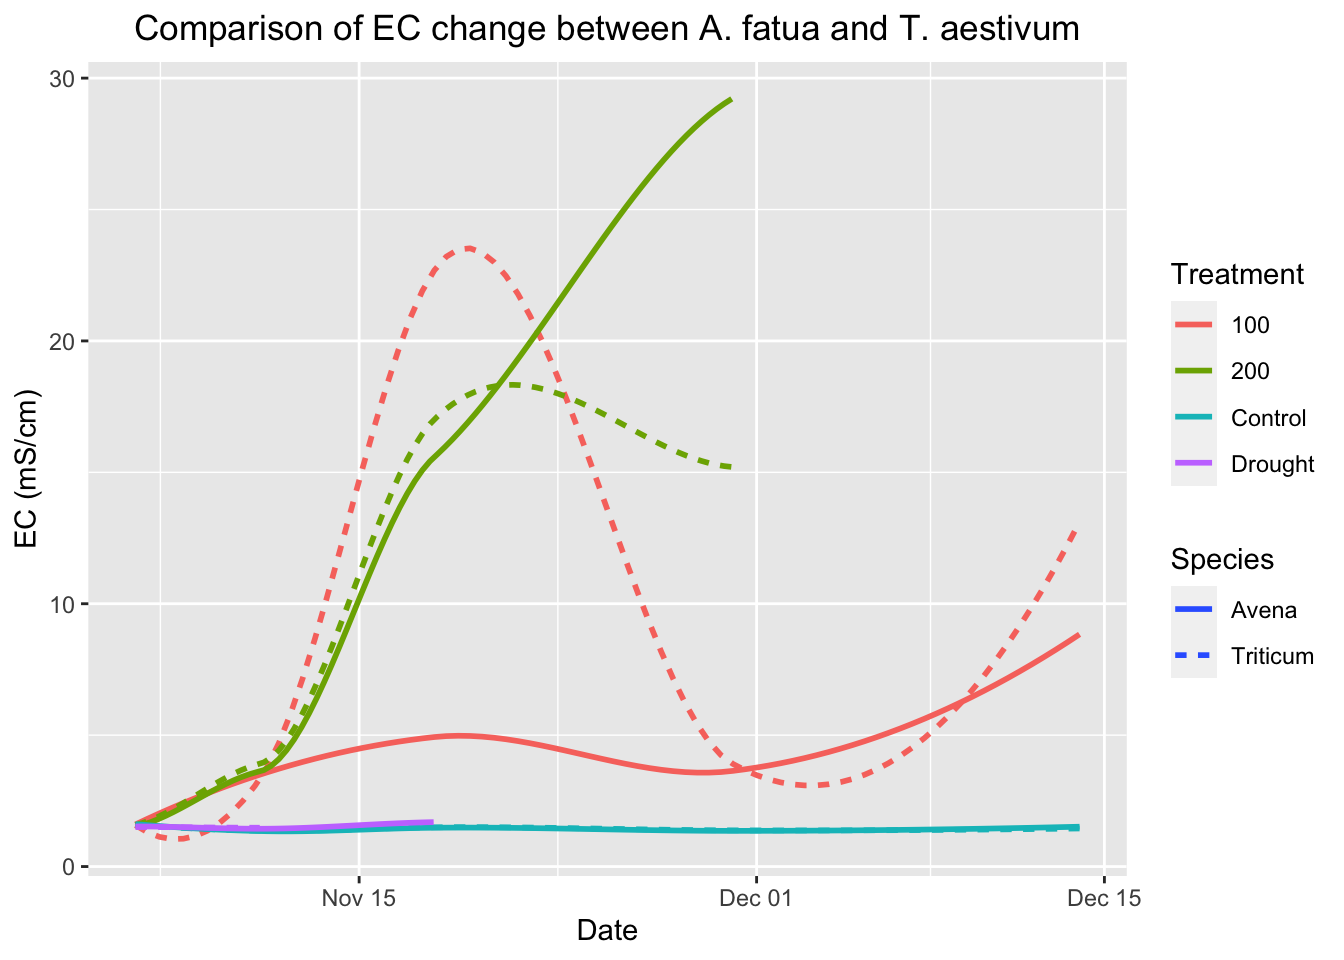 Comparison of EC change between A. fatua and T. aestivum
EC (mS/cm)
30
20
10
0
Nov 15
Dec 01
Dec 15
Date
Treatment
100
200
Control
Drought
Species
Avena
Triticum